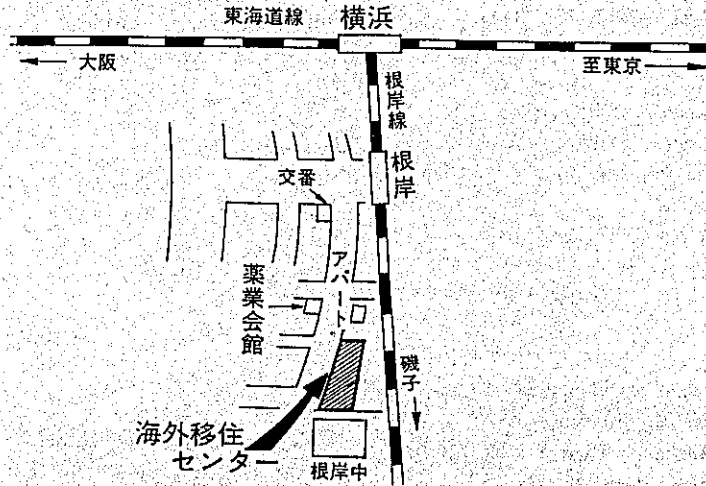 東海道線
横浜
大阪
至東京
根岸線
根岸
交番
アパート
薬業会館
磯子
海外移住
センター
根岸中